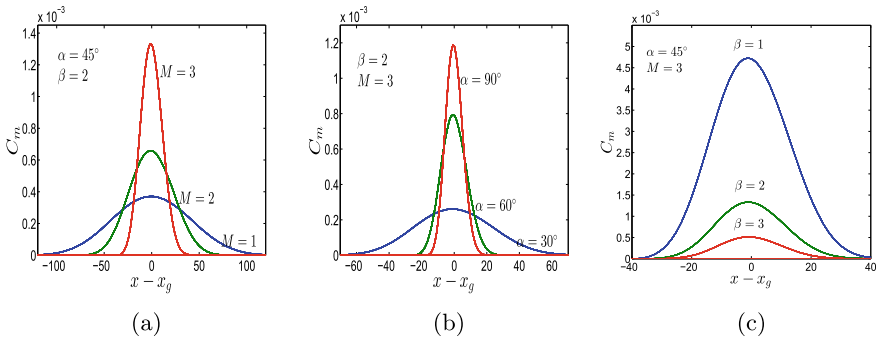 x 10⁻³
1.4
1.2
1
0.8
0.6
0.4
0.2
0
α = 45°
β = 2
M = 3
M = 2
M = 1
C_m
−100 −50 0 50 100
x − x_g
(a)
x 10⁻³
1.2
1
0.8
0.6
0.4
0.2
0
β = 2
M = 3
α = 90°
α = 60°
α = 30°
C_m
−60 −40 −20 0 20 40 60
x − x_g
(b)
x 10⁻³
5
4.5
4
3.5
3
2.5
2
1.5
1
0.5
0
α = 45°
M = 3
β = 1
β = 2
β = 3
C_m
−40 −20 0 20 40
x − x_g
(c)